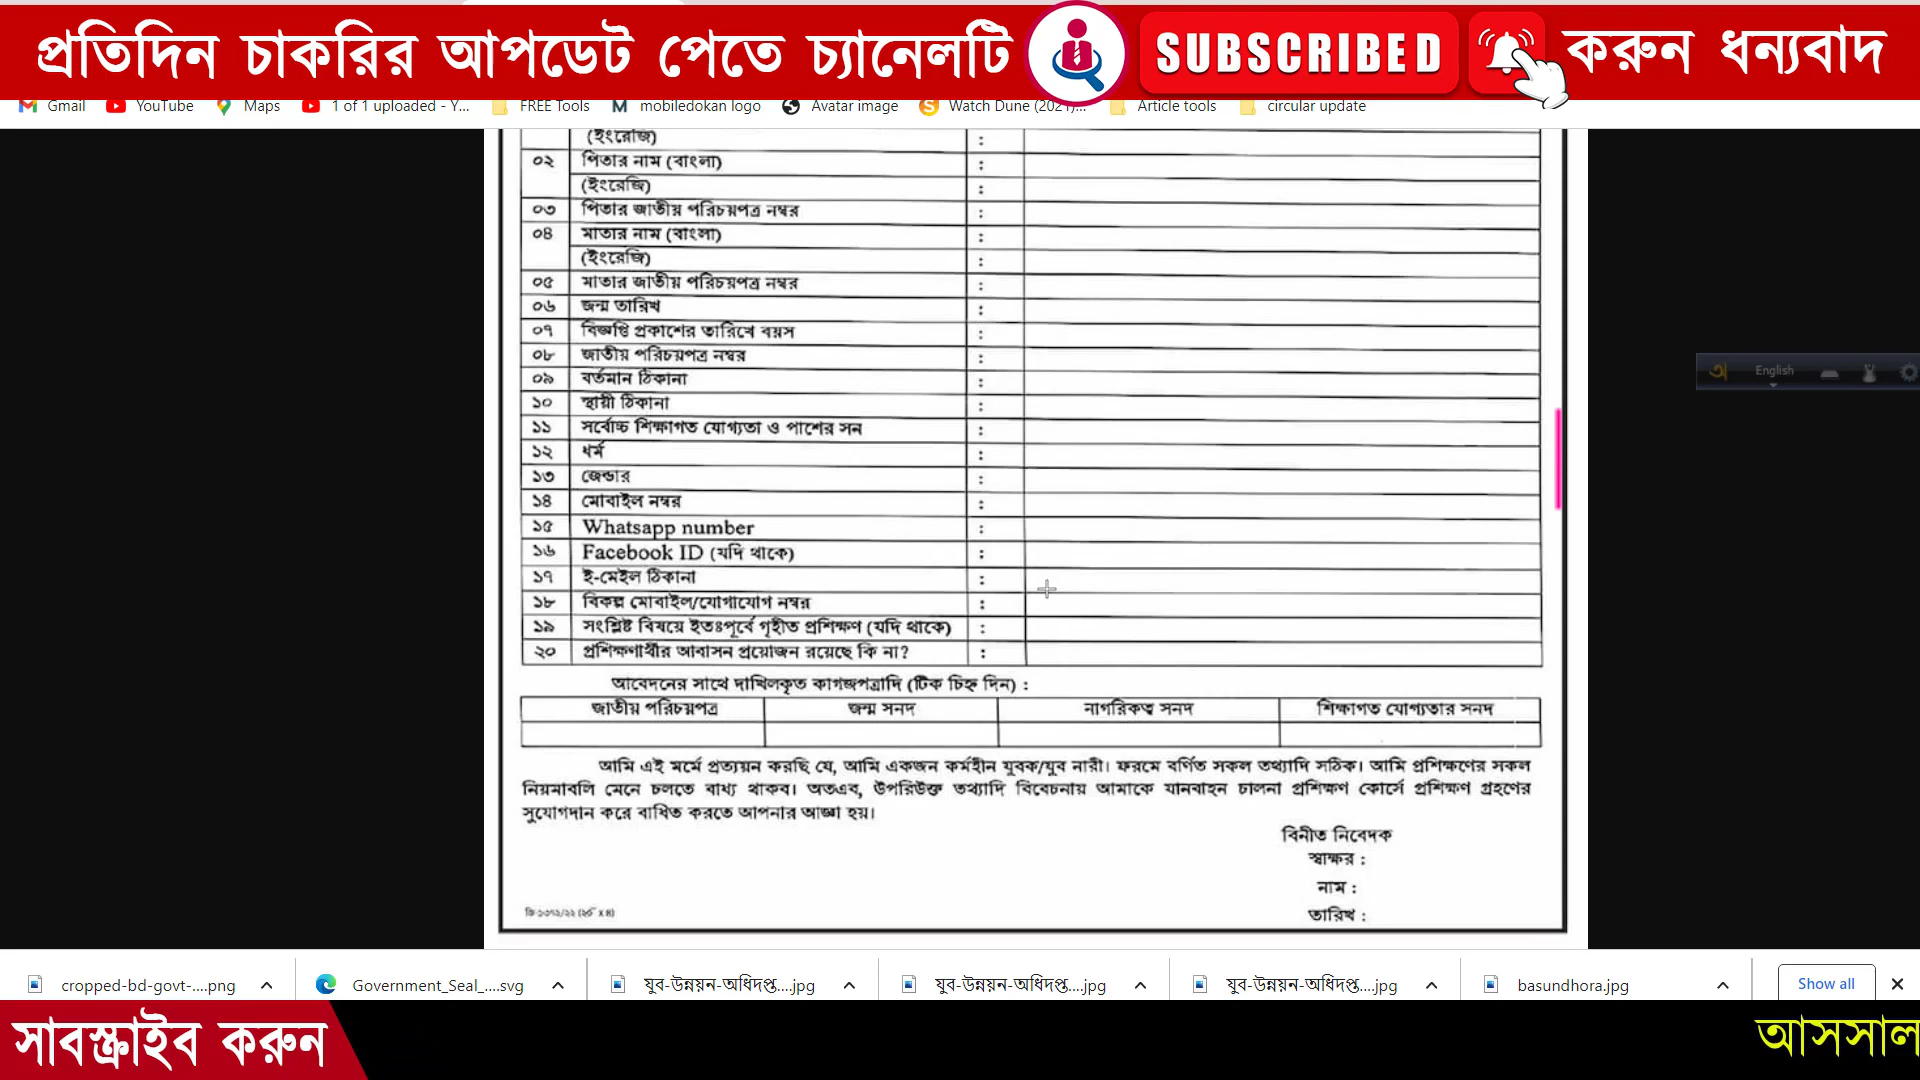 প্রতিদিন চাকরির আপডেট পেতে চ্যানেলটি SUBSCRIBED করুন ধন্যবাদ
Gmail YouTube Maps 1 of 1 uploaded - Y... FREE Tools mobiledokan logo Avatar image Watch Dune (2021)... Article tools circular update
(ইংরেজি) :
০২ পিতার নাম (বাংলা) :
(ইংরেজি) :
০৩ পিতার জাতীয় পরিচয়পত্র নম্বর :
০৪ মাতার নাম (বাংলা) :
(ইংরেজি) :
০৫ মাতার জাতীয় পরিচয়পত্র নম্বর :
০৬ জন্ম তারিখ :
০৭ বিজ্ঞপ্তি প্রকাশের তারিখে বয়স :
০৮ জাতীয় পরিচয়পত্র নম্বর :
০৯ বর্তমান ঠিকানা :
১০ স্থায়ী ঠিকানা :
১১ সর্বোচ্চ শিক্ষাগত যোগ্যতা ও পাশের সন :
১২ ধর্ম :
১৩ জেন্ডার :
১৪ মোবাইল নম্বর :
১৫ Whatsapp number :
১৬ Facebook ID (যদি থাকে) :
১৭ ই-মেইল ঠিকানা :
১৮ বিকল্প মোবাইল/যোগাযোগ নম্বর :
১৯ সংশ্লিষ্ট বিষয়ে ইতঃপূর্বে গৃহীত প্রশিক্ষণ (যদি থাকে) :
২০ প্রশিক্ষণার্থীর আবাসন প্রয়োজন রয়েছে কি না? :
English
আবেদনের সাথে দাখিলকৃত কাগজপত্রাদি (টিক চিহ্ন দিন) :
জাতীয় পরিচয়পত্র জন্ম সনদ নাগরিকত্ব সনদ শিক্ষাগত যোগ্যতার সনদ
আমি এই মর্মে প্রত্যয়ন করছি যে, আমি একজন কর্মহীন যুবক/যুব নারী। ফরমে বর্ণিত সকল তথ্যাদি সঠিক। আমি প্রশিক্ষণের সকল
নিয়মাবলি মেনে চলতে বাধ্য থাকব। অতএব, উপরিউক্ত তথ্যাদি বিবেচনায় আমাকে যানবাহন চালনা প্রশিক্ষণ কোর্সে প্রশিক্ষণ গ্রহণের
সুযোগদান করে বাধিত করতে আপনার আজ্ঞা হয়।
বিনীত নিবেদক
স্বাক্ষর :
নাম :
তারিখ :
cropped-bd-govt-....png Government_Seal_....svg যুব-উন্নয়ন-অধিদপ্ত....jpg যুব-উন্নয়ন-অধিদপ্ত....jpg যুব-উন্নয়ন-অধিদপ্ত....jpg basundhora.jpg Show all
সাবস্ক্রাইব করুন
আসসাল